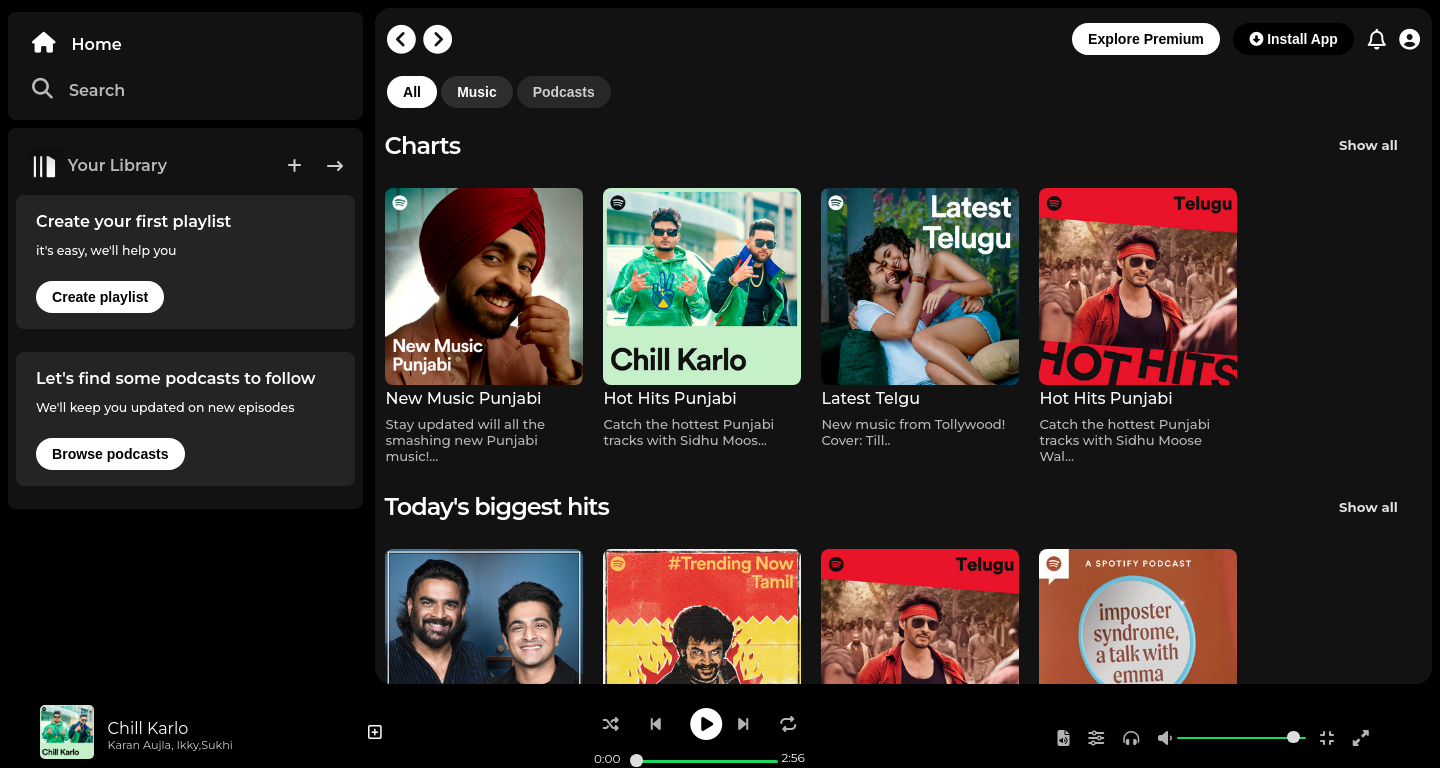 Home
Search
Your Library
Create your first playlist
it's easy, we'll help you
Create playlist
Let's find some podcasts to follow
We'll keep you updated on new episodes
Browse podcasts
Explore Premium
Install App
All
Music
Podcasts
Charts
Show all
New Music
Punjabi
Chill Karlo
Latest
Telugu
Telugu
HOT HITS
New Music Punjabi
Stay updated will all the
smashing new Punjabi
music!...
Hot Hits Punjabi
Catch the hottest Punjabi
tracks with Sidhu Moos...
Latest Telgu
New music from Tollywood!
Cover: Till..
Hot Hits Punjabi
Catch the hottest Punjabi
tracks with Sidhu Moose
Wal...
Today's biggest hits
Show all
#Trending Now
Tamil
Telugu
A SPOTIFY PODCAST
imposter
syndrome,
a talk with
emma
Chill Karlo
Chill Karlo
Karan Aujla, Ikky,Sukhi
0:00
2:56